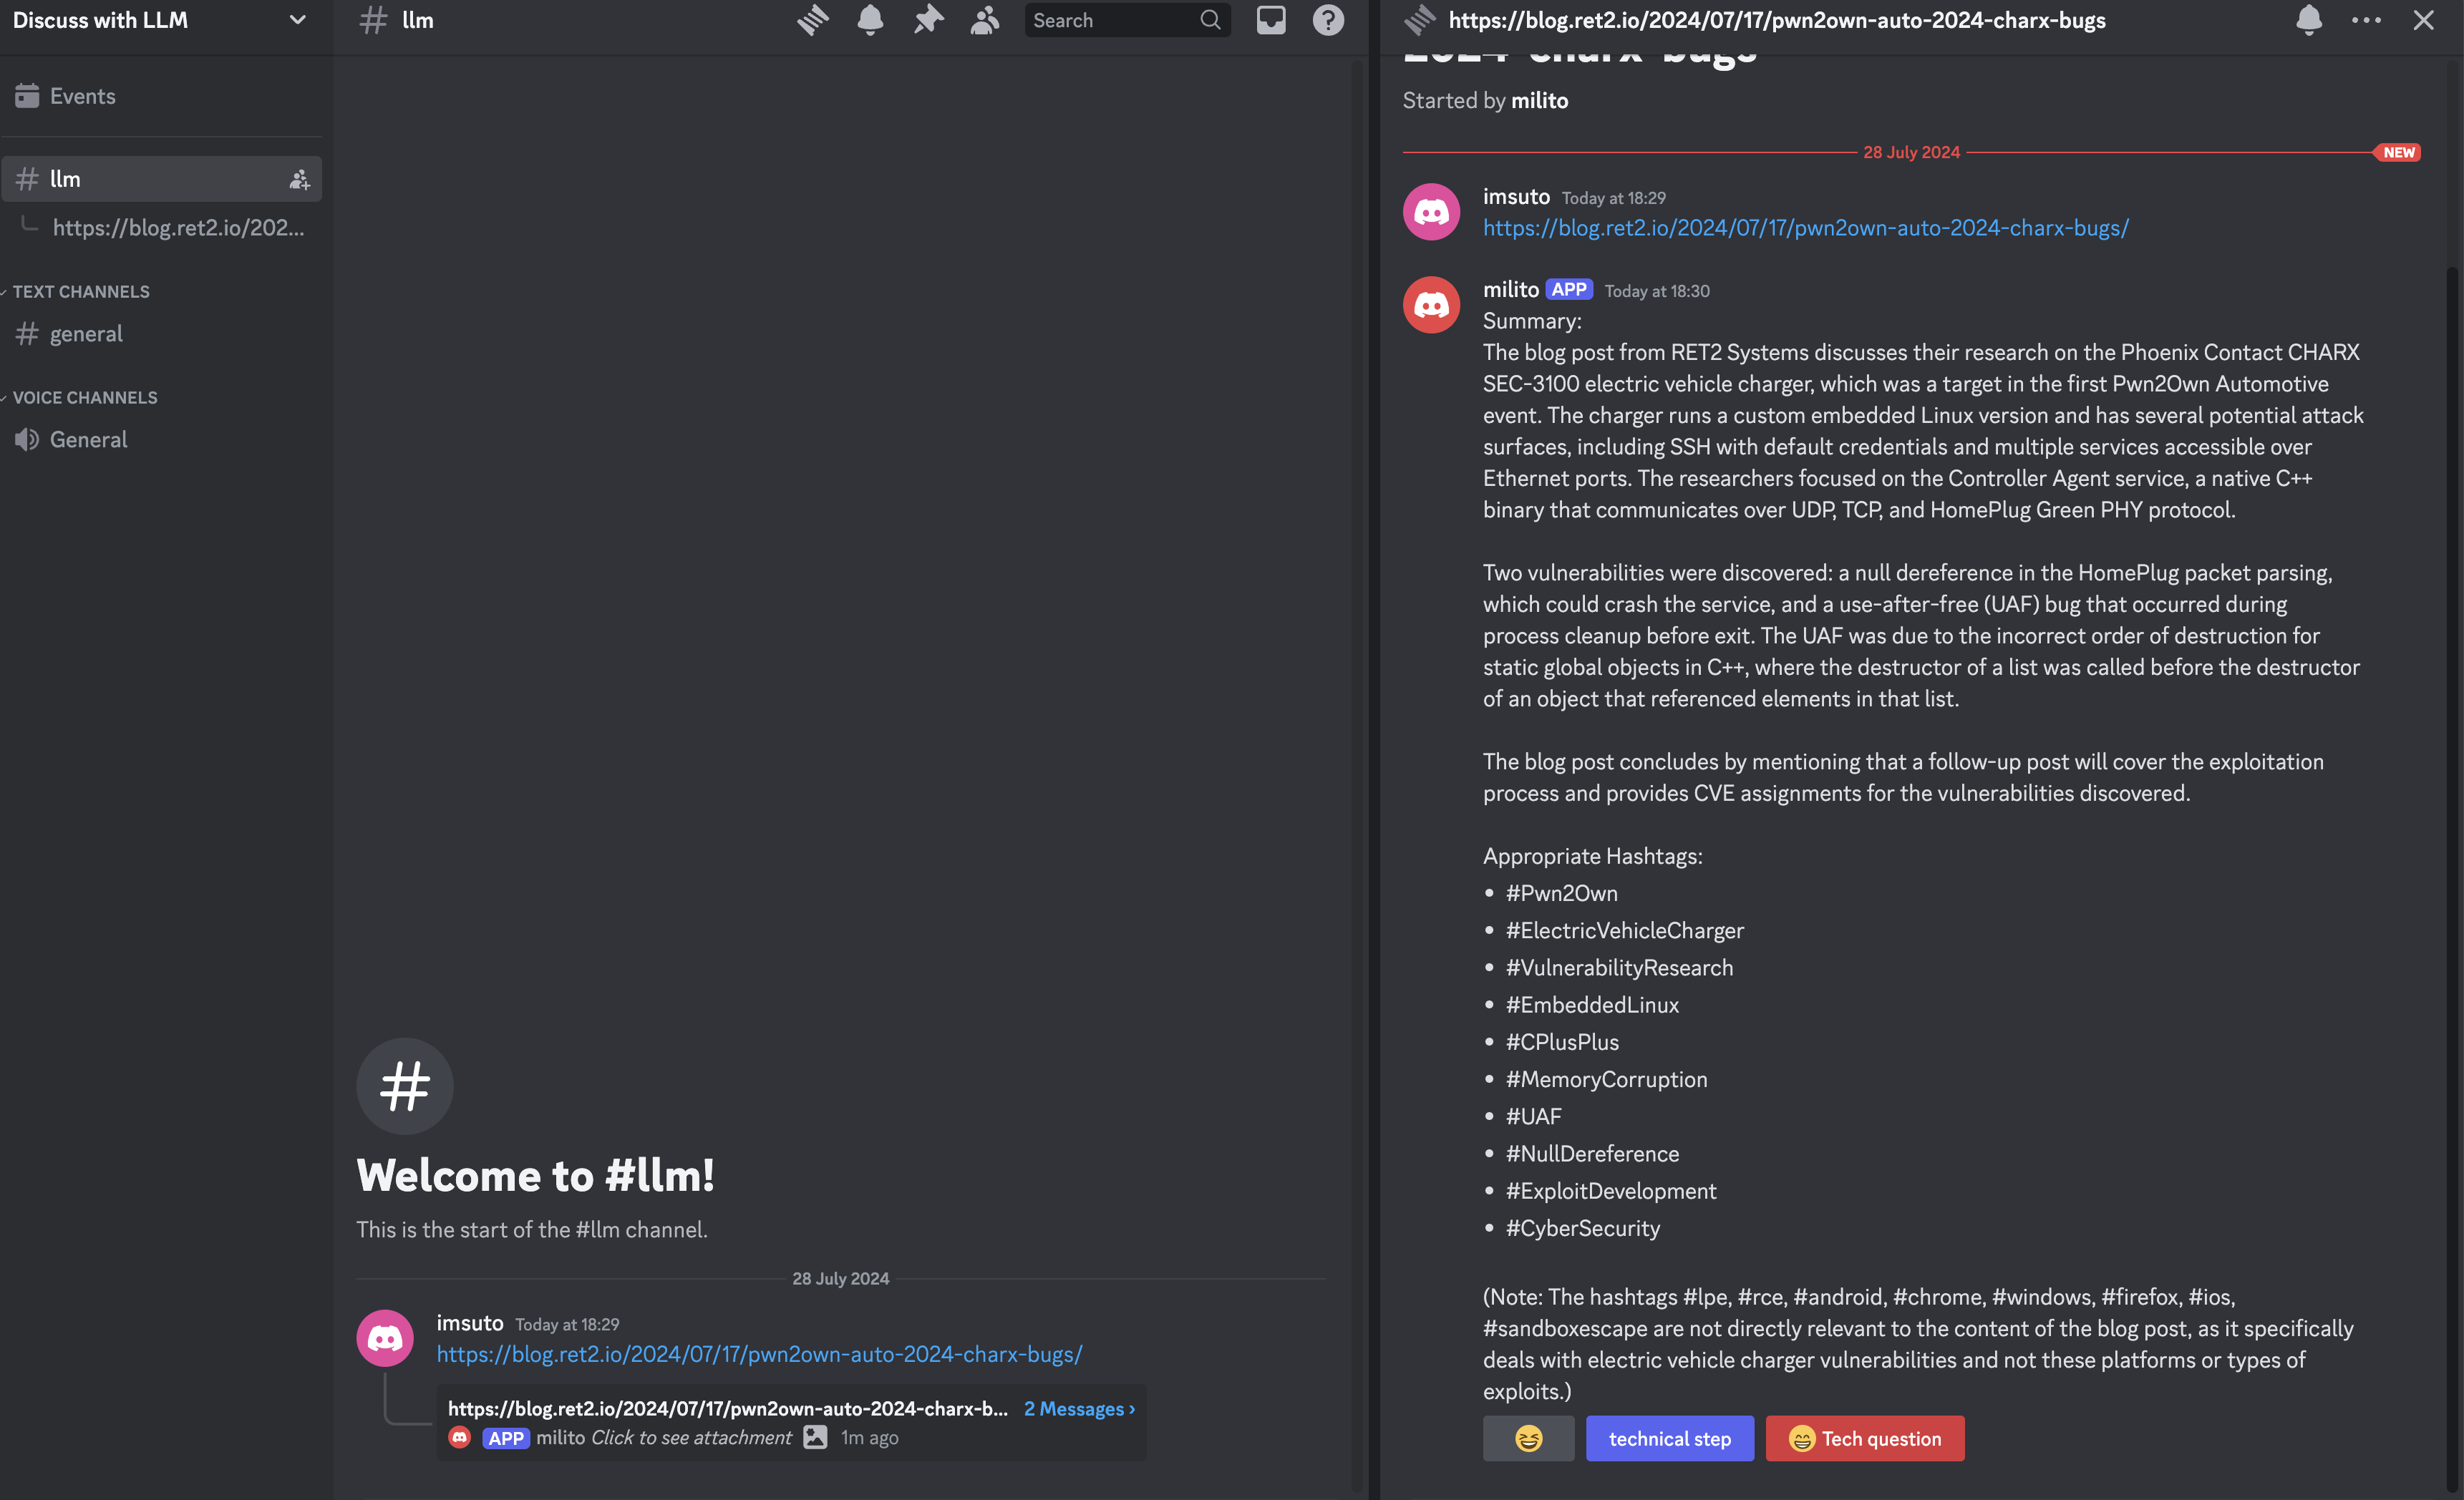 Discuss with LLM
Events
llm
https://blog.ret2.io/202...
TEXT CHANNELS
general
VOICE CHANNELS
General
# llm
Search
#
Welcome to #llm!
This is the start of the #llm channel.
28 July 2024
imsuto Today at 18:29
https://blog.ret2.io/2024/07/17/pwn2own-auto-2024-charx-bugs/
https://blog.ret2.io/2024/07/17/pwn2own-auto-2024-charx-b... 2 Messages ›
APP milito Click to see attachment 1m ago
https://blog.ret2.io/2024/07/17/pwn2own-auto-2024-charx-bugs
2024-charx-bugs
Started by milito
28 July 2024 NEW
imsuto Today at 18:29
https://blog.ret2.io/2024/07/17/pwn2own-auto-2024-charx-bugs/
milito APP Today at 18:30
Summary:
The blog post from RET2 Systems discusses their research on the Phoenix Contact CHARX
SEC-3100 electric vehicle charger, which was a target in the first Pwn2Own Automotive
event. The charger runs a custom embedded Linux version and has several potential attack
surfaces, including SSH with default credentials and multiple services accessible over
Ethernet ports. The researchers focused on the Controller Agent service, a native C++
binary that communicates over UDP, TCP, and HomePlug Green PHY protocol.
Two vulnerabilities were discovered: a null dereference in the HomePlug packet parsing,
which could crash the service, and a use-after-free (UAF) bug that occurred during
process cleanup before exit. The UAF was due to the incorrect order of destruction for
static global objects in C++, where the destructor of a list was called before the destructor
of an object that referenced elements in that list.
The blog post concludes by mentioning that a follow-up post will cover the exploitation
process and provides CVE assignments for the vulnerabilities discovered.
Appropriate Hashtags:
• #Pwn2Own
• #ElectricVehicleCharger
• #VulnerabilityResearch
• #EmbeddedLinux
• #CPlusPlus
• #MemoryCorruption
• #UAF
• #NullDereference
• #ExploitDevelopment
• #CyberSecurity
(Note: The hashtags #lpe, #rce, #android, #chrome, #windows, #firefox, #ios,
#sandboxescape are not directly relevant to the content of the blog post, as it specifically
deals with electric vehicle charger vulnerabilities and not these platforms or types of
exploits.)
technical step
Tech question